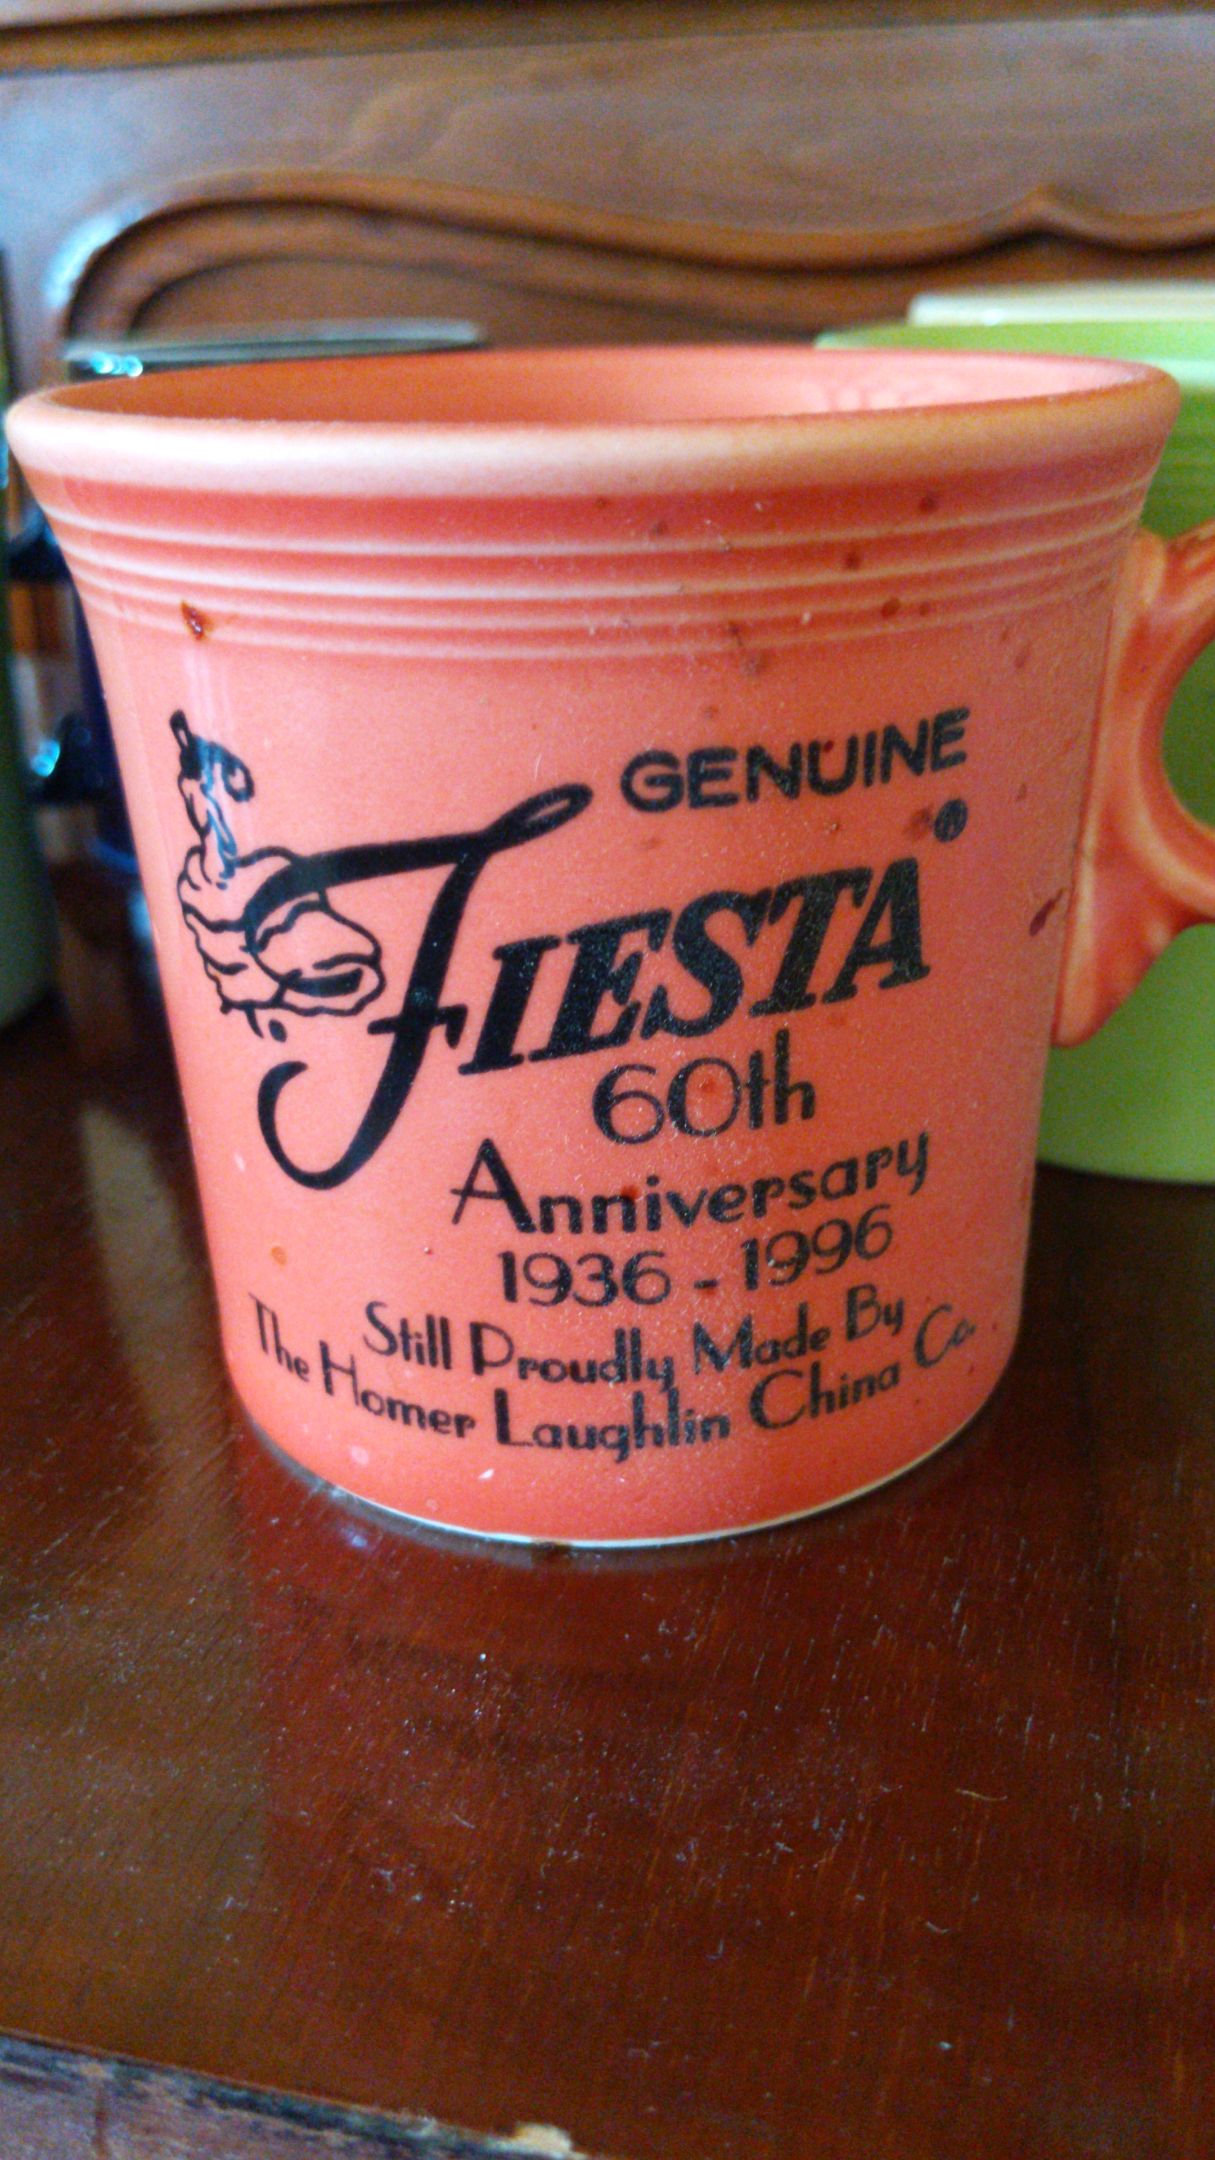 GENUINE
FIESTA®
60th
Anniversary
1936 - 1996
Still Proudly Made By
The Homer Laughlin China Co.